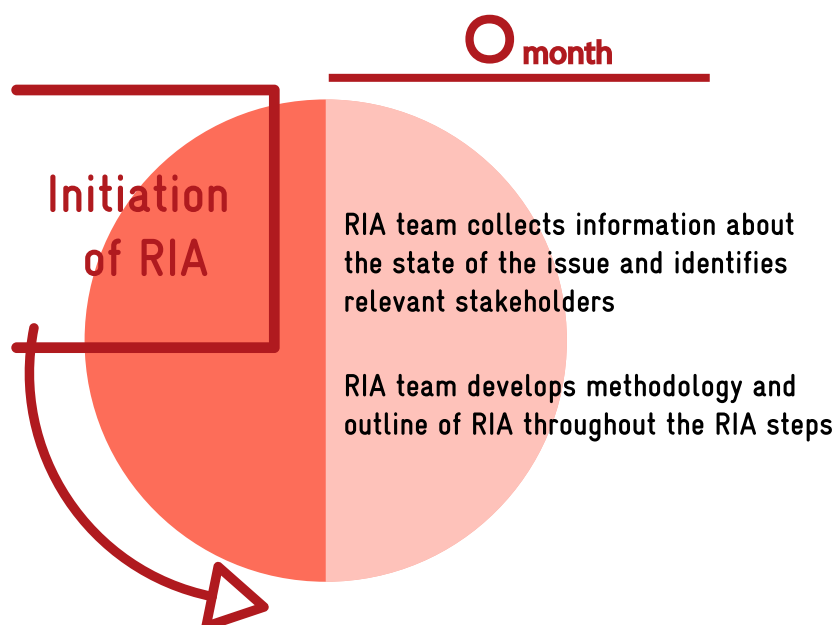 0 month
Initiation
of RIA
RIA team collects information about
the state of the issue and identifies
relevant stakeholders
RIA team develops methodology and
outline of RIA throughout the RIA steps